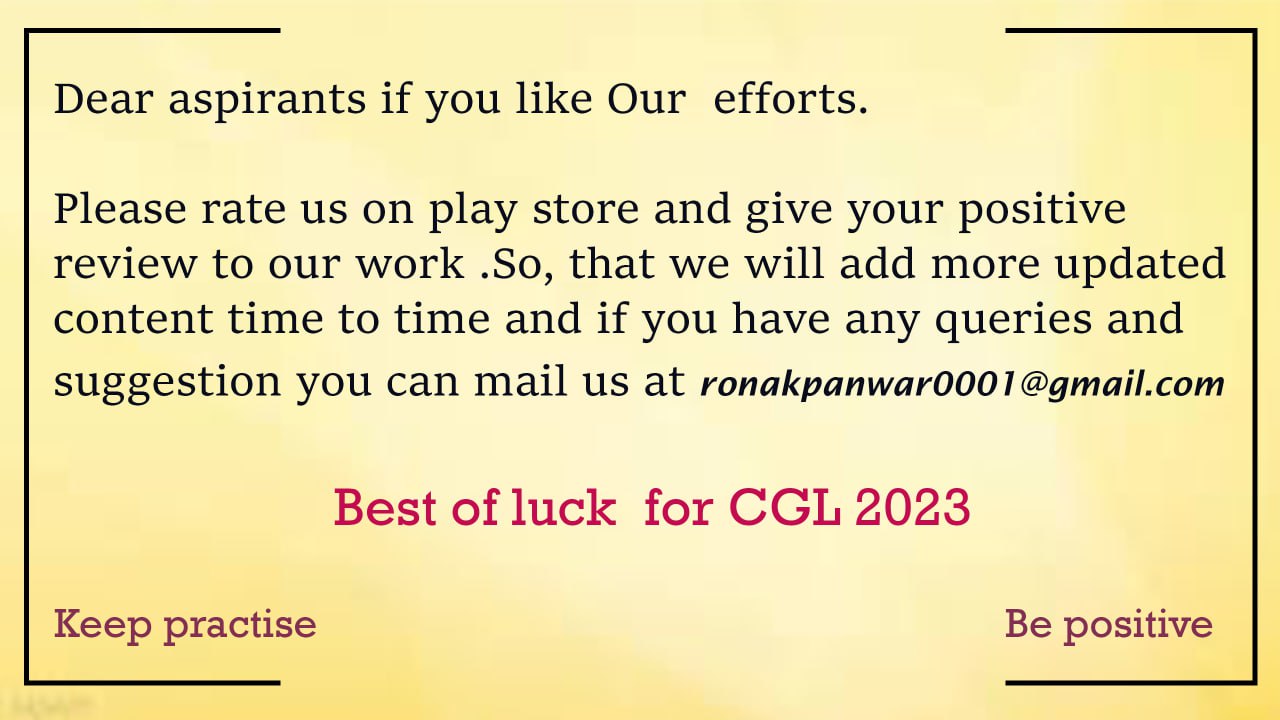 Dear aspirants if you like Our  efforts.
Please rate us on play store and give your positive
review to our work .So, that we will add more updated
content time to time and if you have any queries and
suggestion you can mail us at ronakpanwar0001@gmail.com
Best of luck  for CGL 2023
Keep practise
Be positive